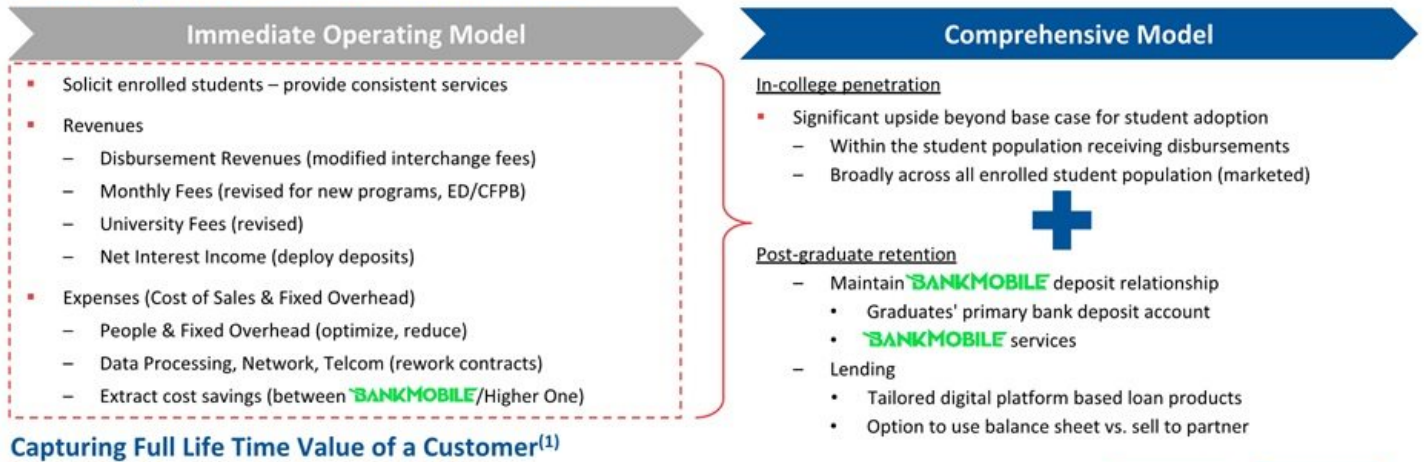 Immediate Operating Model
▪ Solicit enrolled students – provide consistent services
▪ Revenues
– Disbursement Revenues (modified interchange fees)
– Monthly Fees (revised for new programs, ED/CFPB)
– University Fees (revised)
– Net Interest Income (deploy deposits)
▪ Expenses (Cost of Sales & Fixed Overhead)
– People & Fixed Overhead (optimize, reduce)
– Data Processing, Network, Telcom (rework contracts)
– Extract cost savings (between BANKMOBILE/Higher One)
Comprehensive Model
In-college penetration
▪ Significant upside beyond base case for student adoption
– Within the student population receiving disbursements
– Broadly across all enrolled student population (marketed)
Post-graduate retention
– Maintain BANKMOBILE deposit relationship
• Graduates' primary bank deposit account
• BANKMOBILE services
– Lending
• Tailored digital platform based loan products
• Option to use balance sheet vs. sell to partner
Capturing Full Life Time Value of a Customer(1)